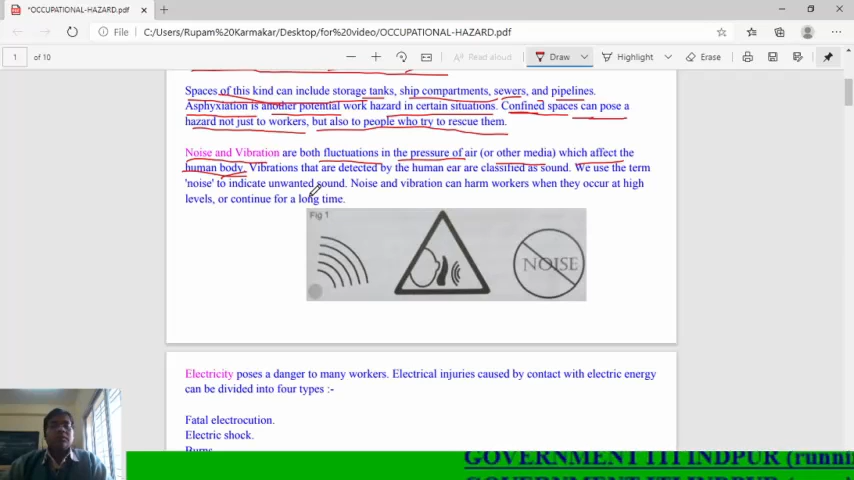 *OCCUPATIONAL-HAZARD.pdf
File C:/Users/Rupam%20Karmakar/Desktop/for%20video/OCCUPATIONAL-HAZARD.pdf
1 of 10 Read aloud Draw Highlight Erase
Spaces of this kind can include storage tanks, ship compartments, sewers, and pipelines.
Asphyxiation is another potential work hazard in certain situations. Confined spaces can pose a
hazard not just to workers, but also to people who try to rescue them.
Noise and Vibration are both fluctuations in the pressure of air (or other media) which affect the
human body. Vibrations that are detected by the human ear are classified as sound. We use the term
'noise' to indicate unwanted sound. Noise and vibration can harm workers when they occur at high
levels, or continue for a long time.
Fig 1
NOISE
Electricity poses a danger to many workers. Electrical injuries caused by contact with electric energy
can be divided into four types :-
Fatal electrocution.
Electric shock.
Burns
GOVERNMENT ITI INDPUR (runnin
GOVERNMENT ITI INDPUR (runnin